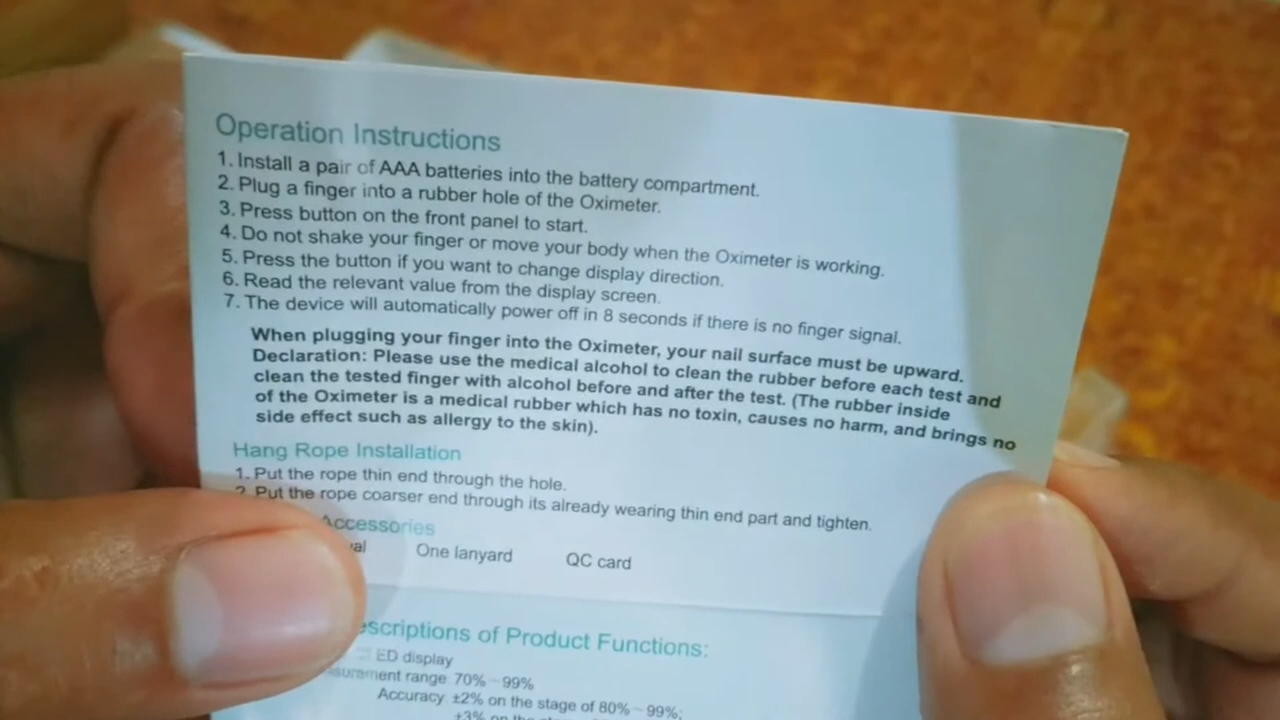 Operation Instructions
1. Install a pair of AAA batteries into the battery compartment.
2. Plug a finger into a rubber hole of the Oximeter.
3. Press button on the front panel to start.
4. Do not shake your finger or move your body when the Oximeter is working.
5. Press the button if you want to change display direction.
6. Read the relevant value from the display screen.
7. The device will automatically power off in 8 seconds if there is no finger signal.
When plugging your finger into the Oximeter, your nail surface must be upward.
Declaration: Please use the medical alcohol to clean the rubber before each test and
clean the tested finger with alcohol before and after the test. (The rubber inside
of the Oximeter is a medical rubber which has no toxin, causes no harm, and brings no
side effect such as allergy to the skin).
Hang Rope Installation
1. Put the rope thin end through the hole.
2. Put the rope coarser end through its already wearing thin end part and tighten.
Accessories
One lanyard QC card
of Product Functions:
display
range 70%~99%
Accuracy ±2% on the stage of 80%~99%;
±3% on the